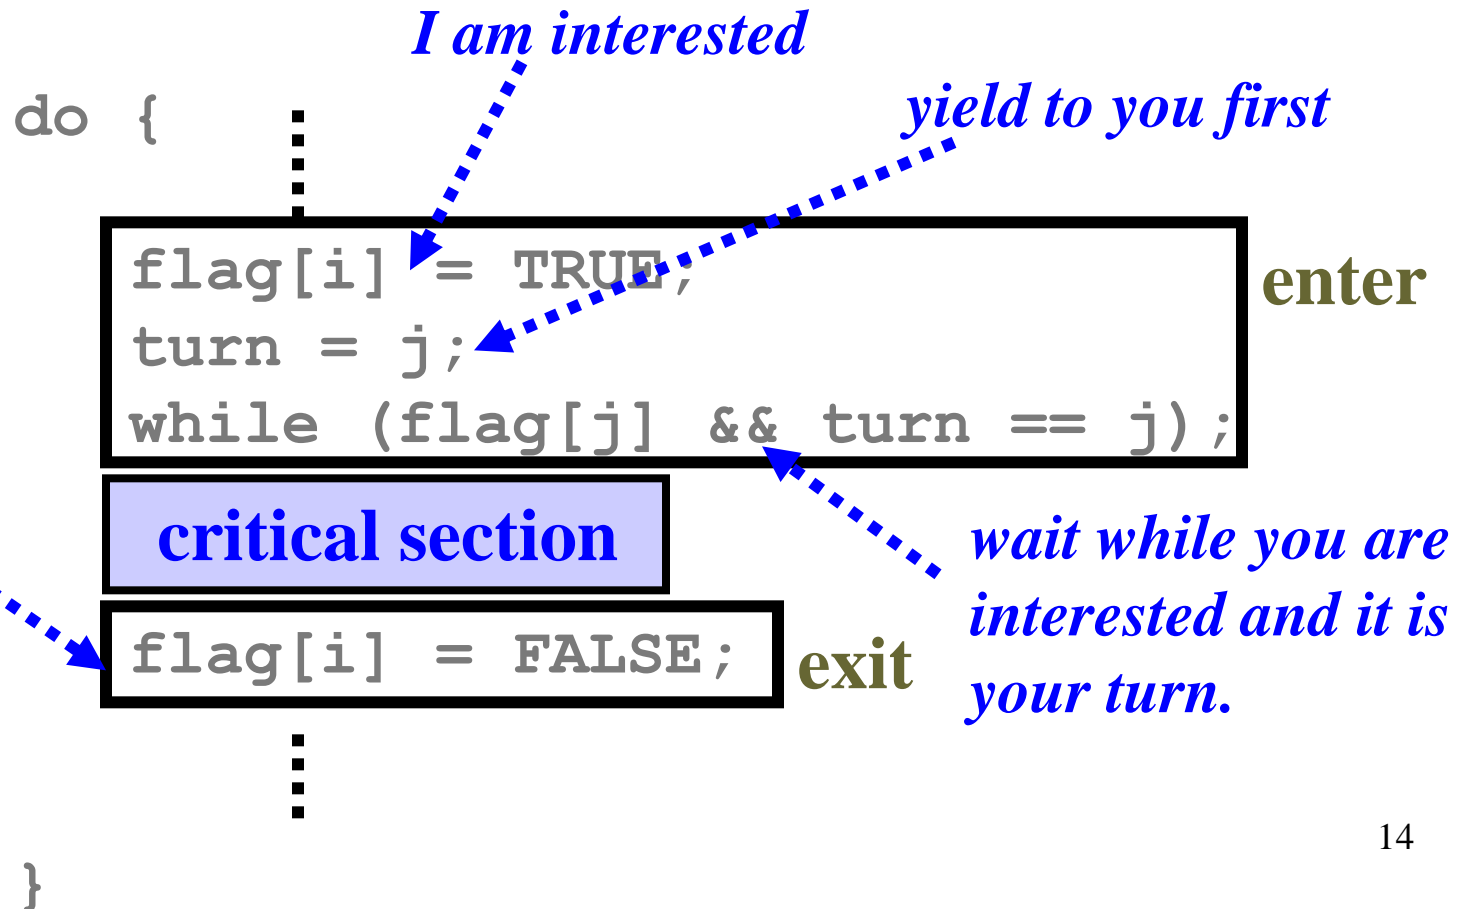 I am interested
do {
yield to you first
flag[i] = TRUE;
turn = j;
while (flag[j] && turn == j);
enter
critical section
flag[i] = FALSE;
exit
wait while you are
interested and it is
your turn.
14
}